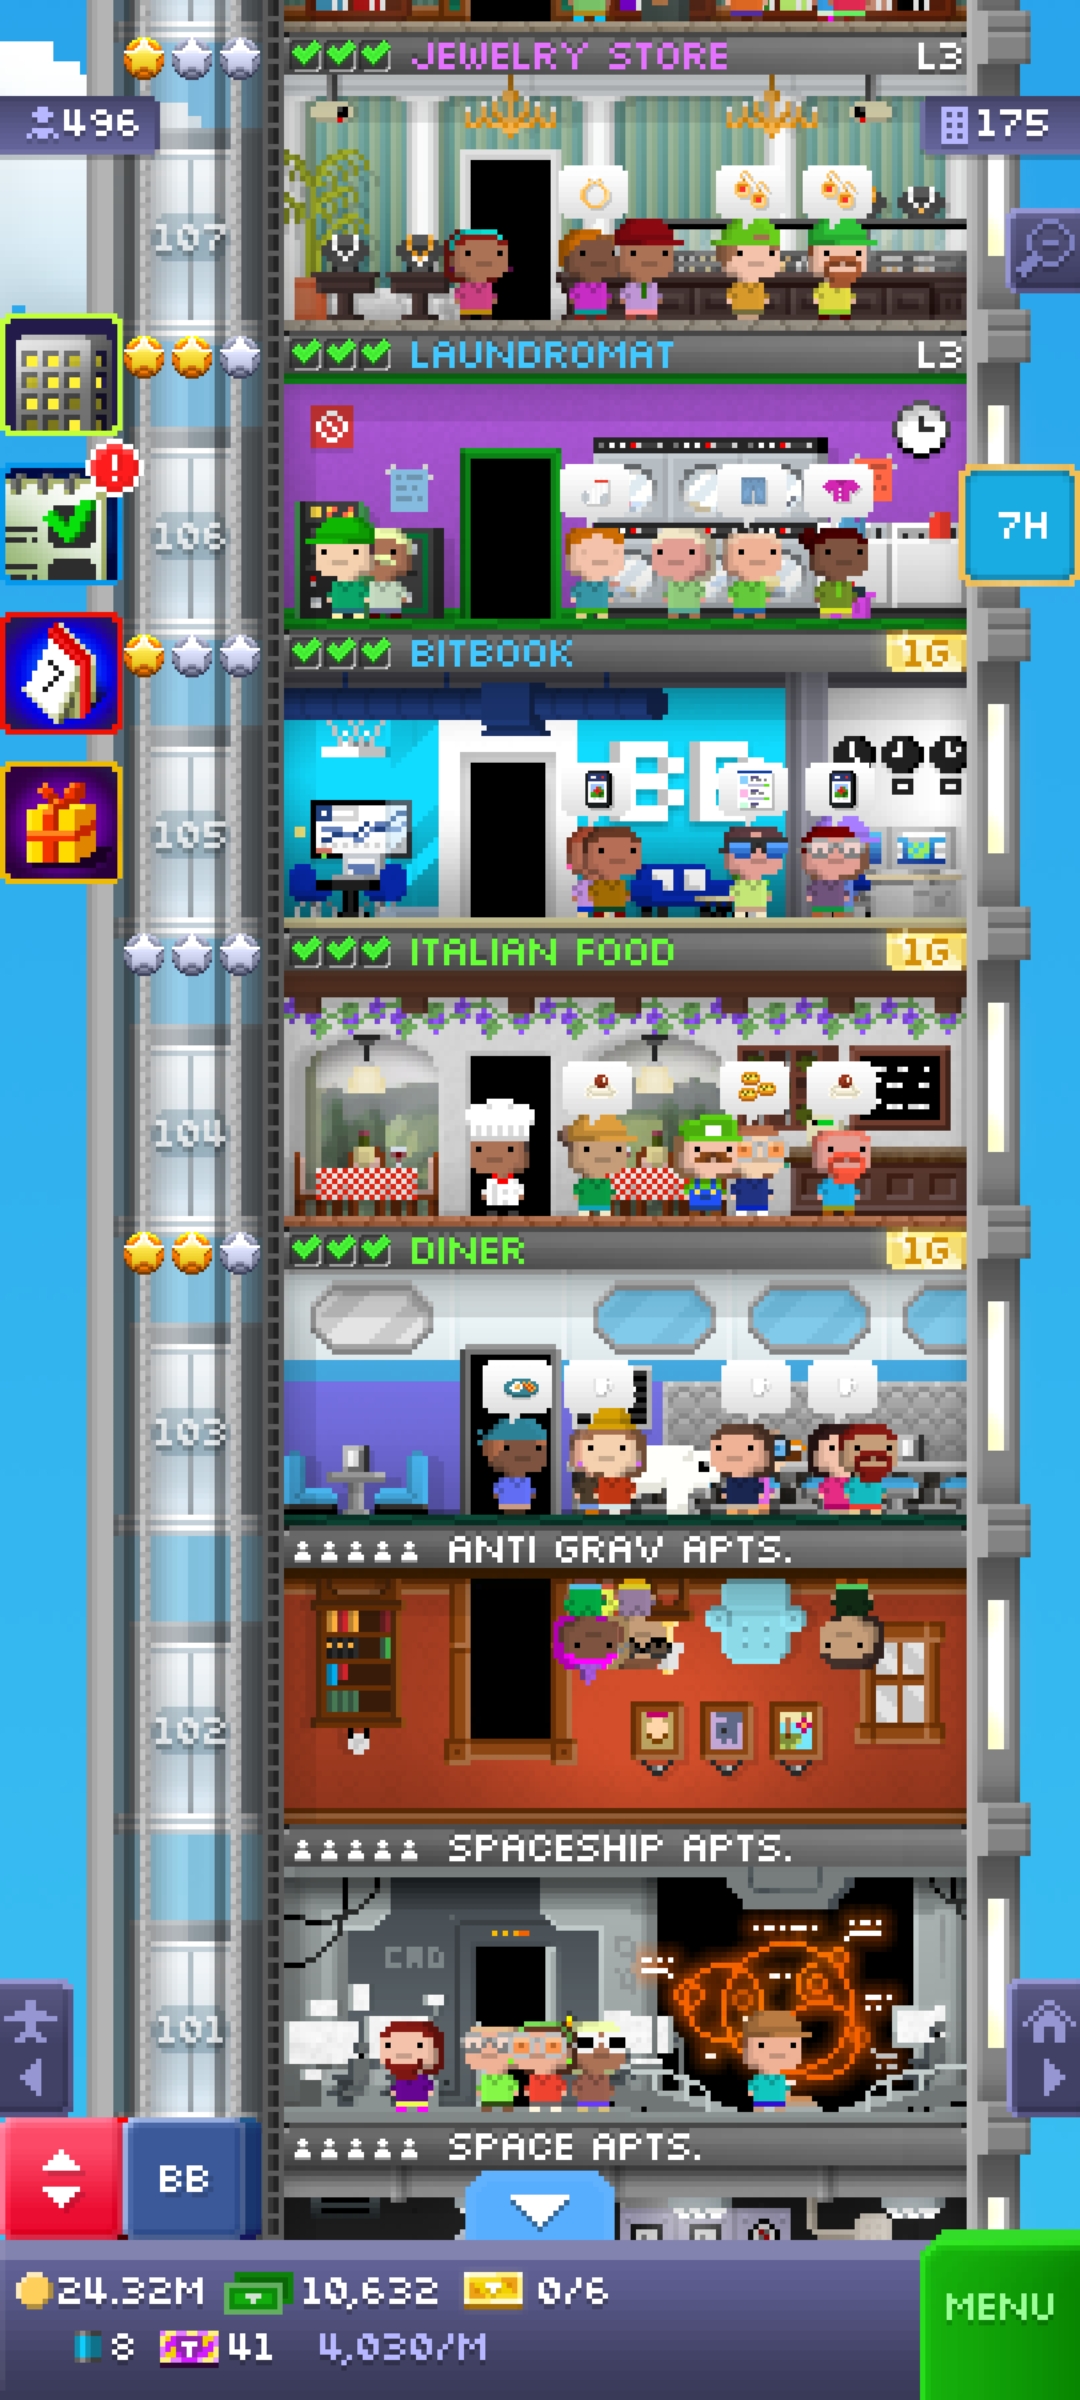 JEWELRY STORE L3
496
175
107
LAUNDROMAT L3
106
7H
BITBOOK 1G
BB
105
ITALIAN FOOD 1G
104
DINER 1G
103
ANTI GRAV APTS.
102
SPACESHIP APTS.
CAD
101
SPACE APTS.
BB
24.32M 10,632 0/6
8 41 4,030/M
MENU